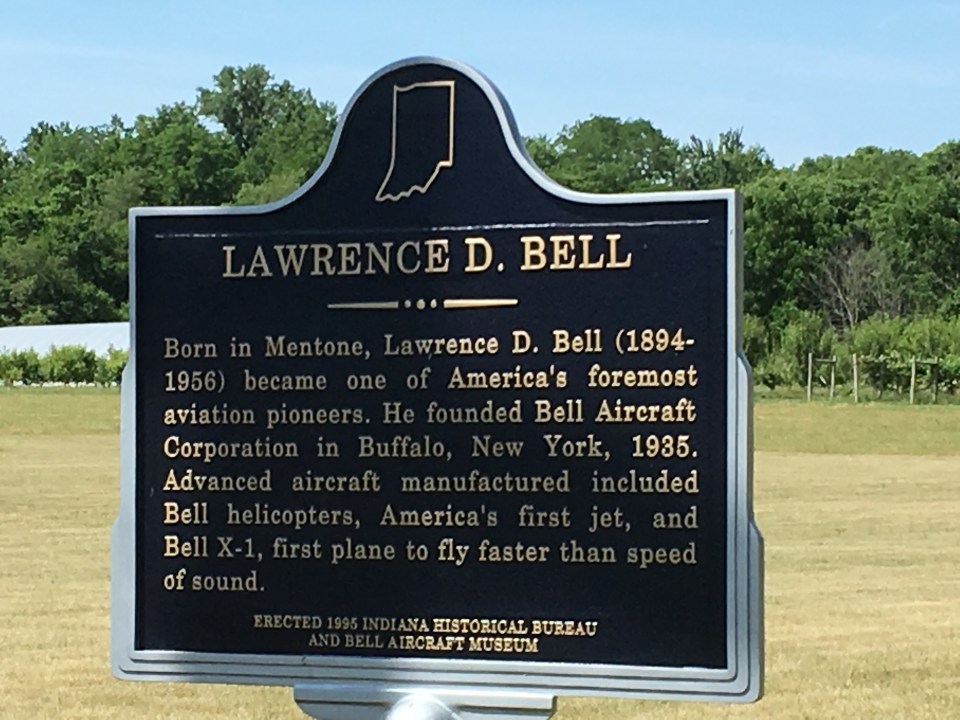 LAWRENCE D. BELL
Born in Mentone, Lawrence D. Bell (1894-
1956) became one of America's foremost
aviation pioneers. He founded Bell Aircraft
Corporation in Buffalo, New York, 1935.
Advanced aircraft manufactured included
Bell helicopters, America's first jet, and
Bell X-1, first plane to fly faster than speed
of sound.
ERECTED 1995 INDIANA HISTORICAL BUREAU
AND BELL AIRCRAFT MUSEUM